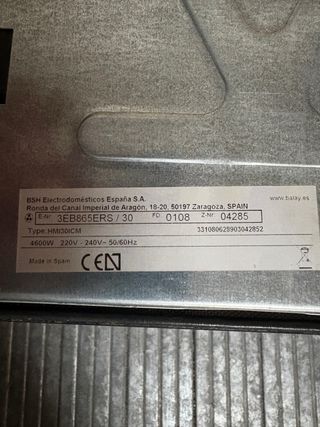 BSH Electrodomésticos España S.A.
Ronda del Canal Imperial de Aragón, 18-20, 50197 Zaragoza, SPAIN www.balay.es
E-Nr. 3EB865ERS / 30 FD 0108 Z-Nr 04285
Type: HMI30ICM 331080628903042852
4600W 220V - 240V~ 50/60Hz
Made in Spain CE N